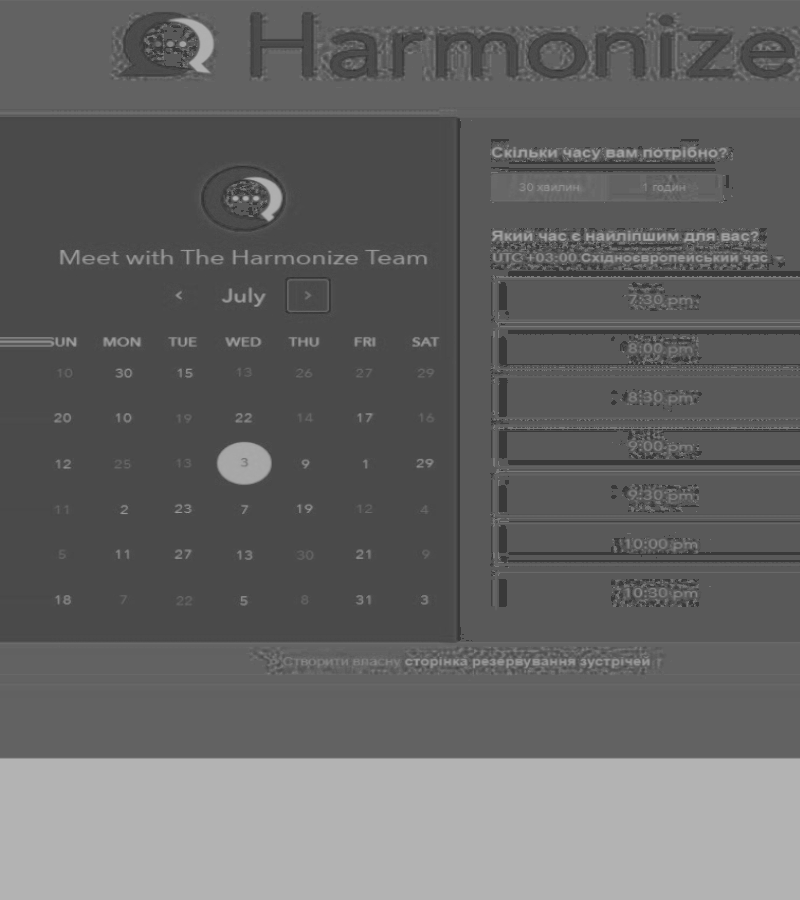 Harmonize
Meet with The Harmonize Team
‹ July ›
SUN MON TUE WED THU FRI SAT
10 30 15 13 26 27 29
20 10 19 22 14 17 16
12 25 13 3 9 1 29
11 2 23 7 19 12 4
5 11 27 13 30 21 9
18 7 22 5 8 31 3
Скільки часу вам потрібно?
30 хвилин 1 годин
Який час є найліпшим для вас?
UTC +03:00 Східноєвропейський час
7:30 pm
8:00 pm
8:30 pm
9:00 pm
9:30 pm
10:00 pm
10:30 pm
Створити власну сторінка резервування зустрічей